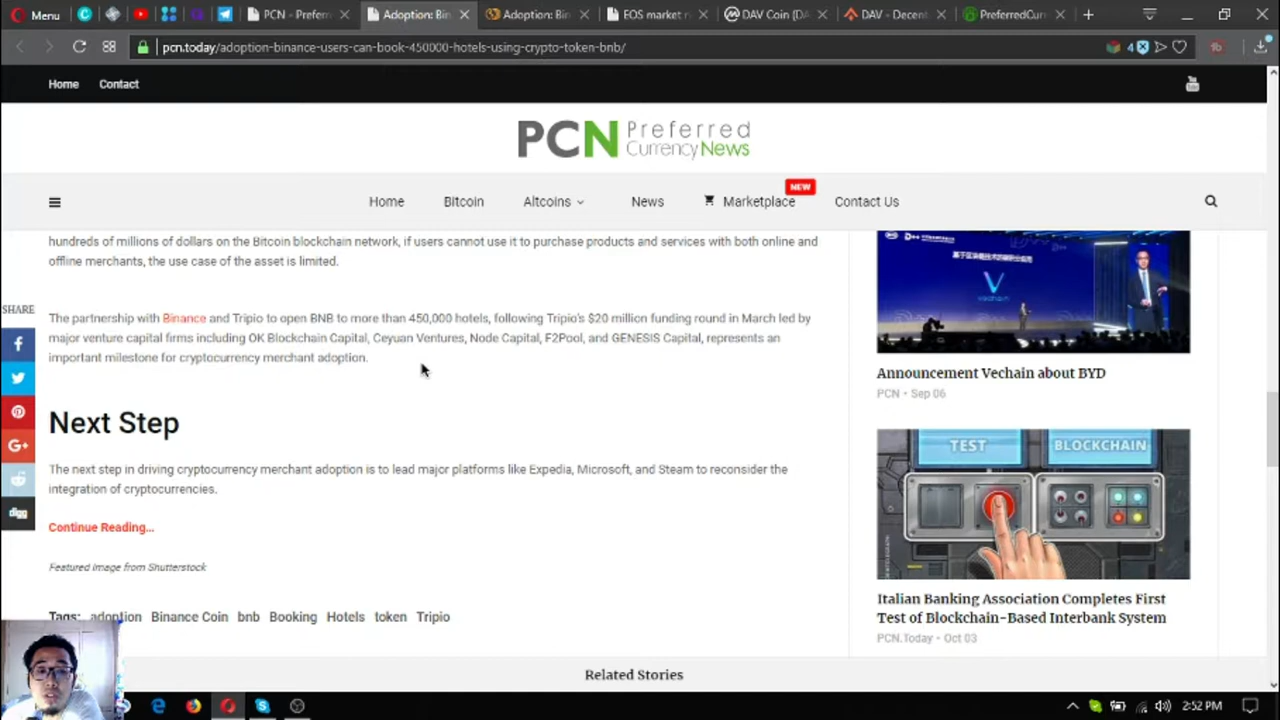 Menu
PCN - Preferr
Adoption: Bin
Adoption: Bin
EOS market r
DAV Coin (DA
DAV - Decent
PreferredCurr
pcn.today/adoption-binance-users-can-book-450000-hotels-using-crypto-token-bnb/
4
Home Contact
PCN Preferred
CurrencyNews
NEW
Home Bitcoin Altcoins News Marketplace Contact Us
hundreds of millions of dollars on the Bitcoin blockchain network, if users cannot use it to purchase products and services with both online and
offline merchants, the use case of the asset is limited.
SHARE
The partnership with Binance and Tripio to open BNB to more than 450,000 hotels, following Tripio's $20 million funding round in March led by
major venture capital firms including OK Blockchain Capital, Ceyuan Ventures, Node Capital, F2Pool, and GENESIS Capital, represents an
important milestone for cryptocurrency merchant adoption.
Next Step
The next step in driving cryptocurrency merchant adoption is to lead major platforms like Expedia, Microsoft, and Steam to reconsider the
integration of cryptocurrencies.
Continue Reading...
Featured Image from Shutterstock
Tags: adoption Binance Coin bnb Booking Hotels token Tripio
digg
vechain
Announcement Vechain about BYD
PCN • Sep 06
TEST BLOCKCHAIN
Italian Banking Association Completes First
Test of Blockchain-Based Interbank System
PCN.Today • Oct 03
Related Stories
2:52 PM